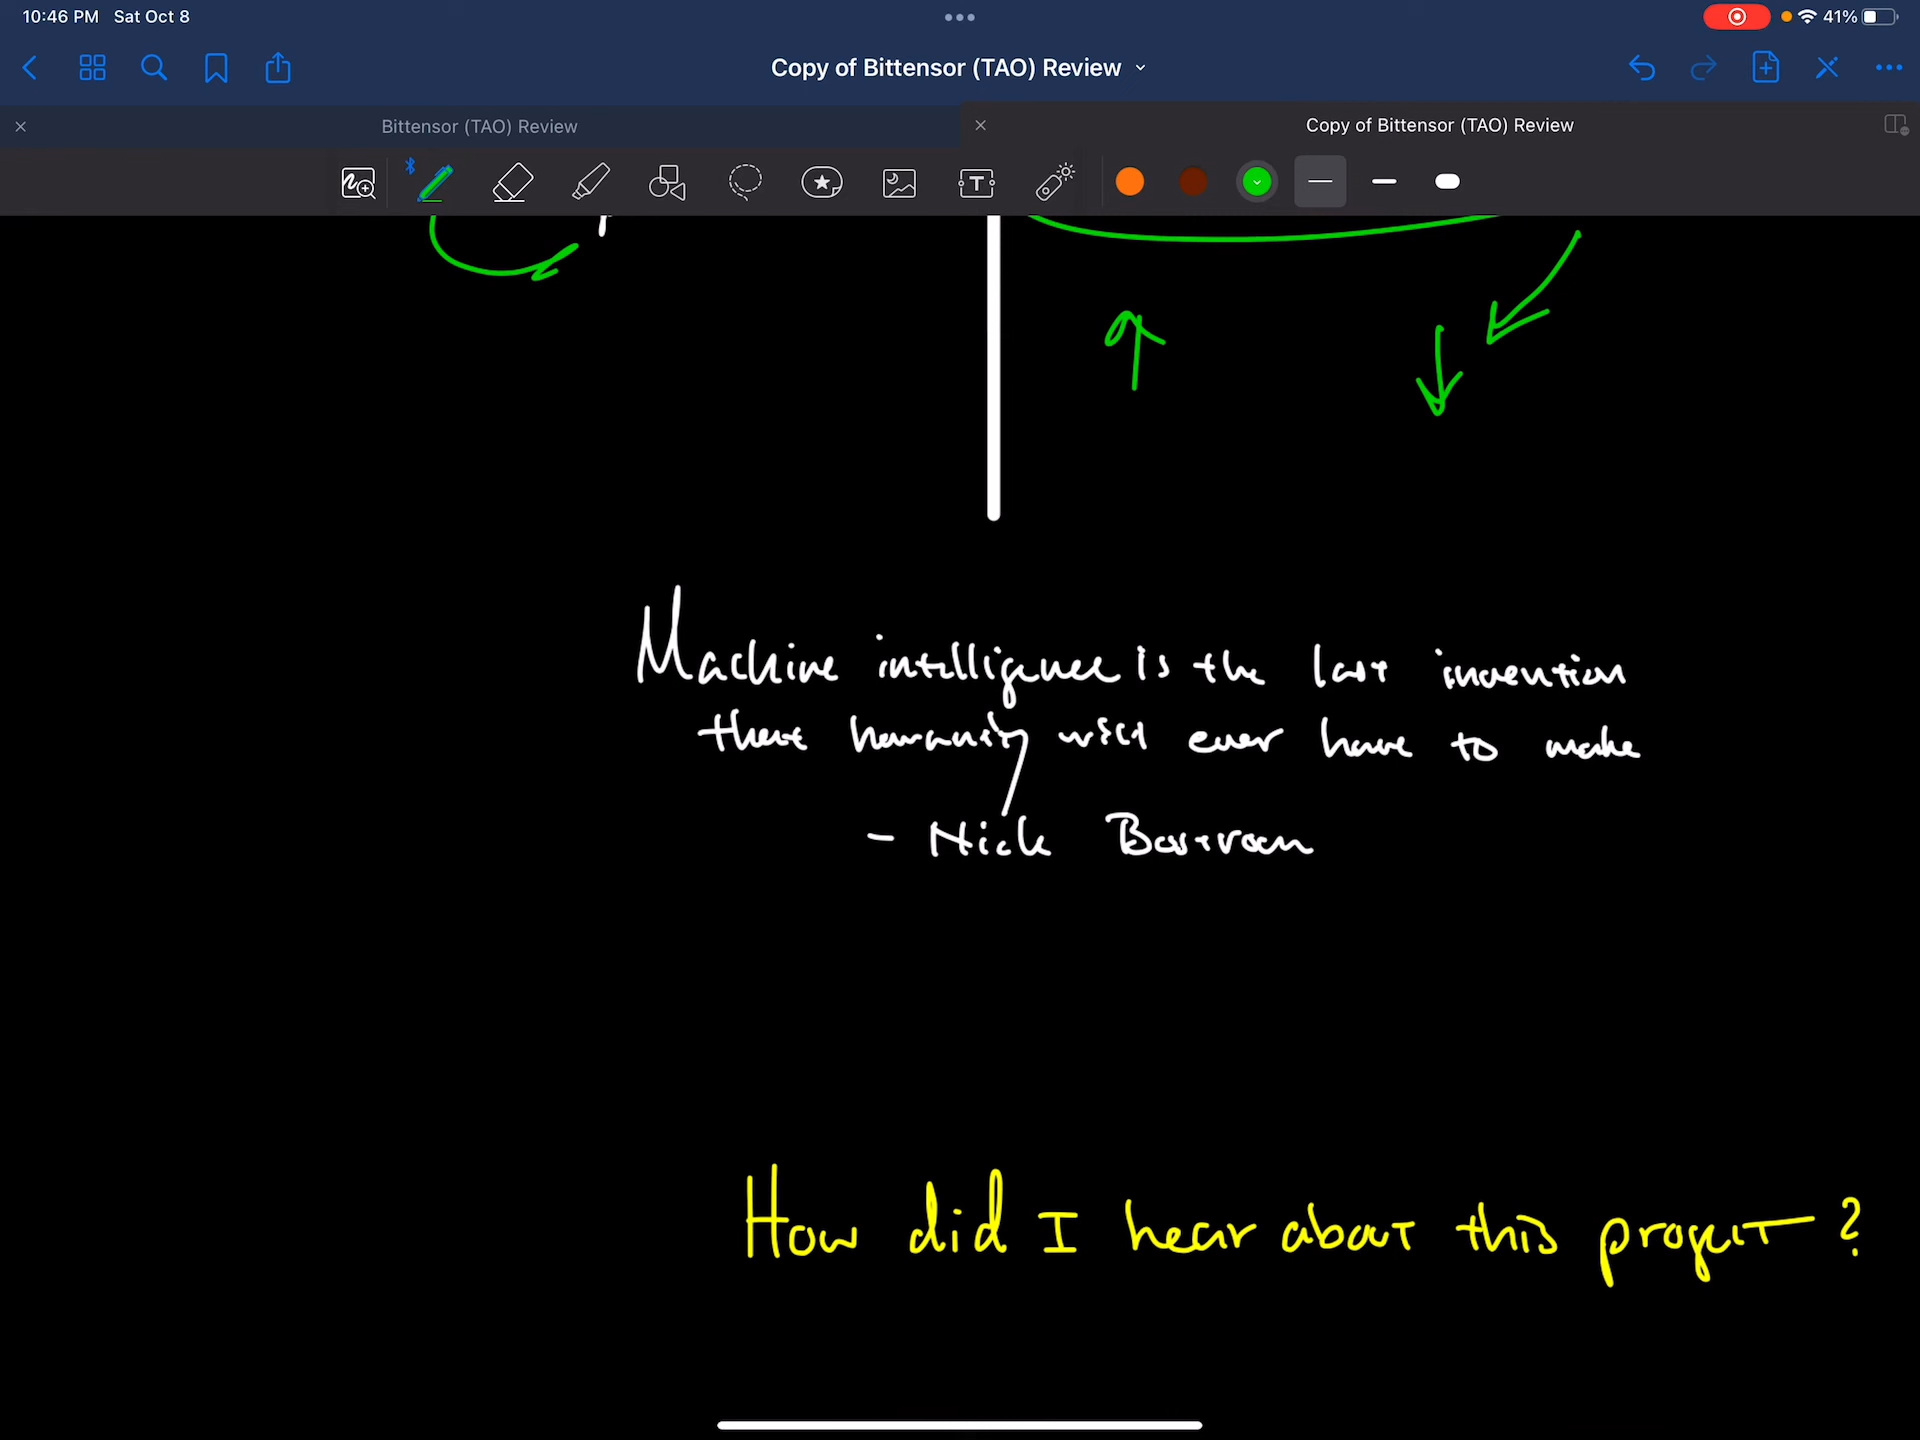 10:46 PM Sat Oct 8
41%
Copy of Bittensor (TAO) Review
Bittensor (TAO) Review
Copy of Bittensor (TAO) Review
T
Machine intelligence is the last invention
that humanity will ever have to make
- Nick Bostrom
How did I hear about this project?